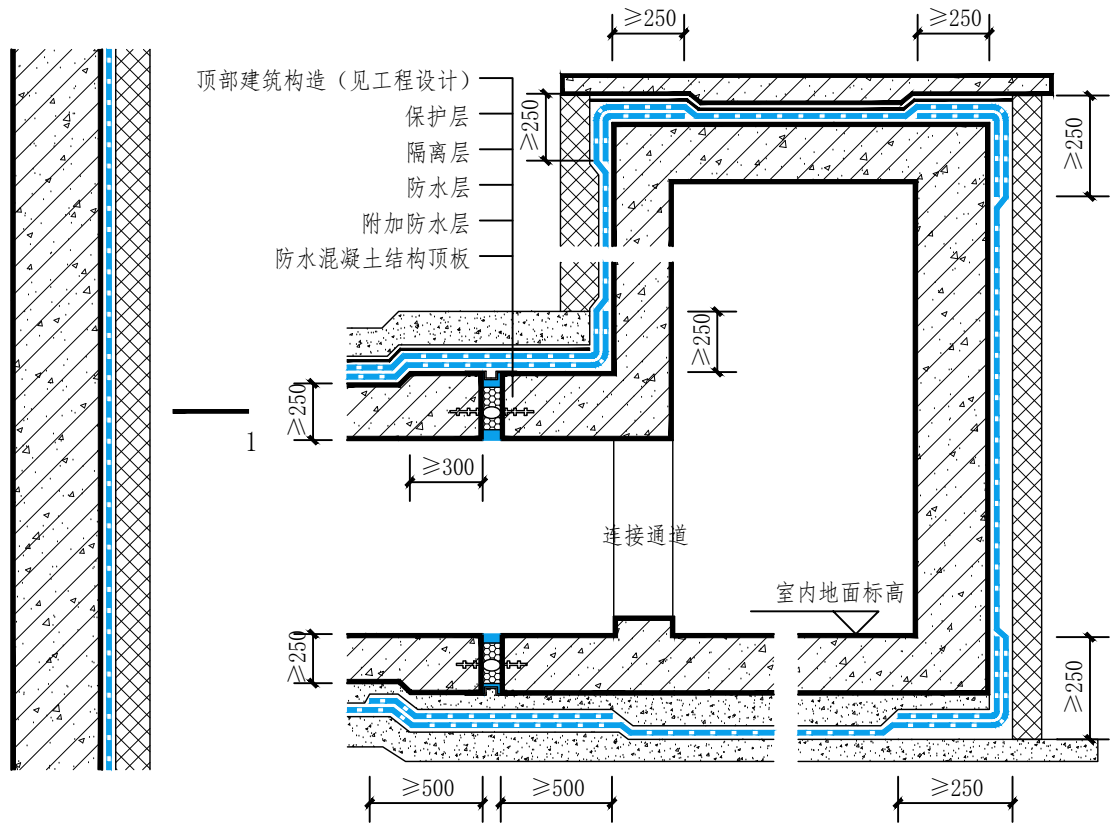 ≥250
≥250
顶部建筑构造（见工程设计）
保护层
隔离层
防水层
附加防水层
防水混凝土结构顶板
≥250
≥250
≥250
≥250
1
≥300
连接通道
室内地面标高
≥250
≥250
≥500
≥500
≥250